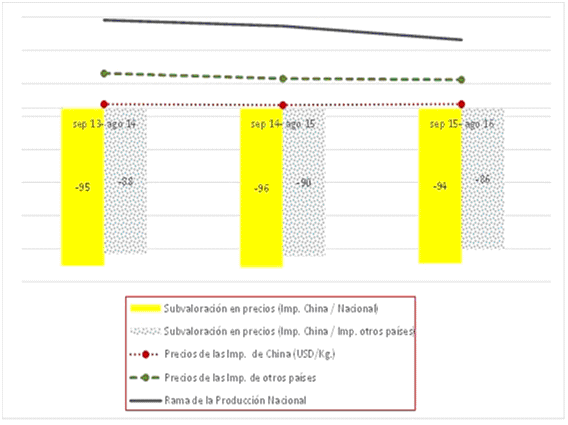 sep 13- ago 14
sep 14- ago 15
sep 15- ago 16
-95
-88
-96
-90
-94
-86
Subvaloración en precios (Imp. China / Nacional)
Subvaloración en precios (Imp. China / Imp. otros países)
Precios de las Imp. de China (USD/Kg.)
Precios de las Imp. de otros países
Rama de la Producción Nacional